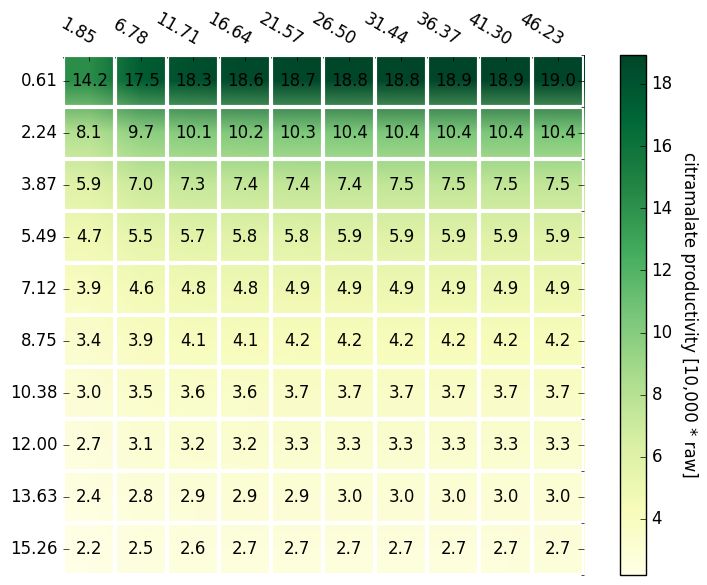 1.85 6.78 11.71 16.64 21.57 26.50 31.44 36.37 41.30 46.23
0.61 14.2 17.5 18.3 18.6 18.7 18.8 18.8 18.9 18.9 19.0
2.24 8.1 9.7 10.1 10.2 10.3 10.4 10.4 10.4 10.4 10.4
3.87 5.9 7.0 7.3 7.4 7.4 7.4 7.5 7.5 7.5 7.5
5.49 4.7 5.5 5.7 5.8 5.8 5.9 5.9 5.9 5.9 5.9
7.12 3.9 4.6 4.8 4.8 4.9 4.9 4.9 4.9 4.9 4.9
8.75 3.4 3.9 4.1 4.1 4.2 4.2 4.2 4.2 4.2 4.2
10.38 3.0 3.5 3.6 3.6 3.7 3.7 3.7 3.7 3.7 3.7
12.00 2.7 3.1 3.2 3.2 3.3 3.3 3.3 3.3 3.3 3.3
13.63 2.4 2.8 2.9 2.9 2.9 3.0 3.0 3.0 3.0 3.0
15.26 2.2 2.5 2.6 2.7 2.7 2.7 2.7 2.7 2.7 2.7
18
16
14
12
10
8
6
4
citramalate productivity [10,000 * raw]